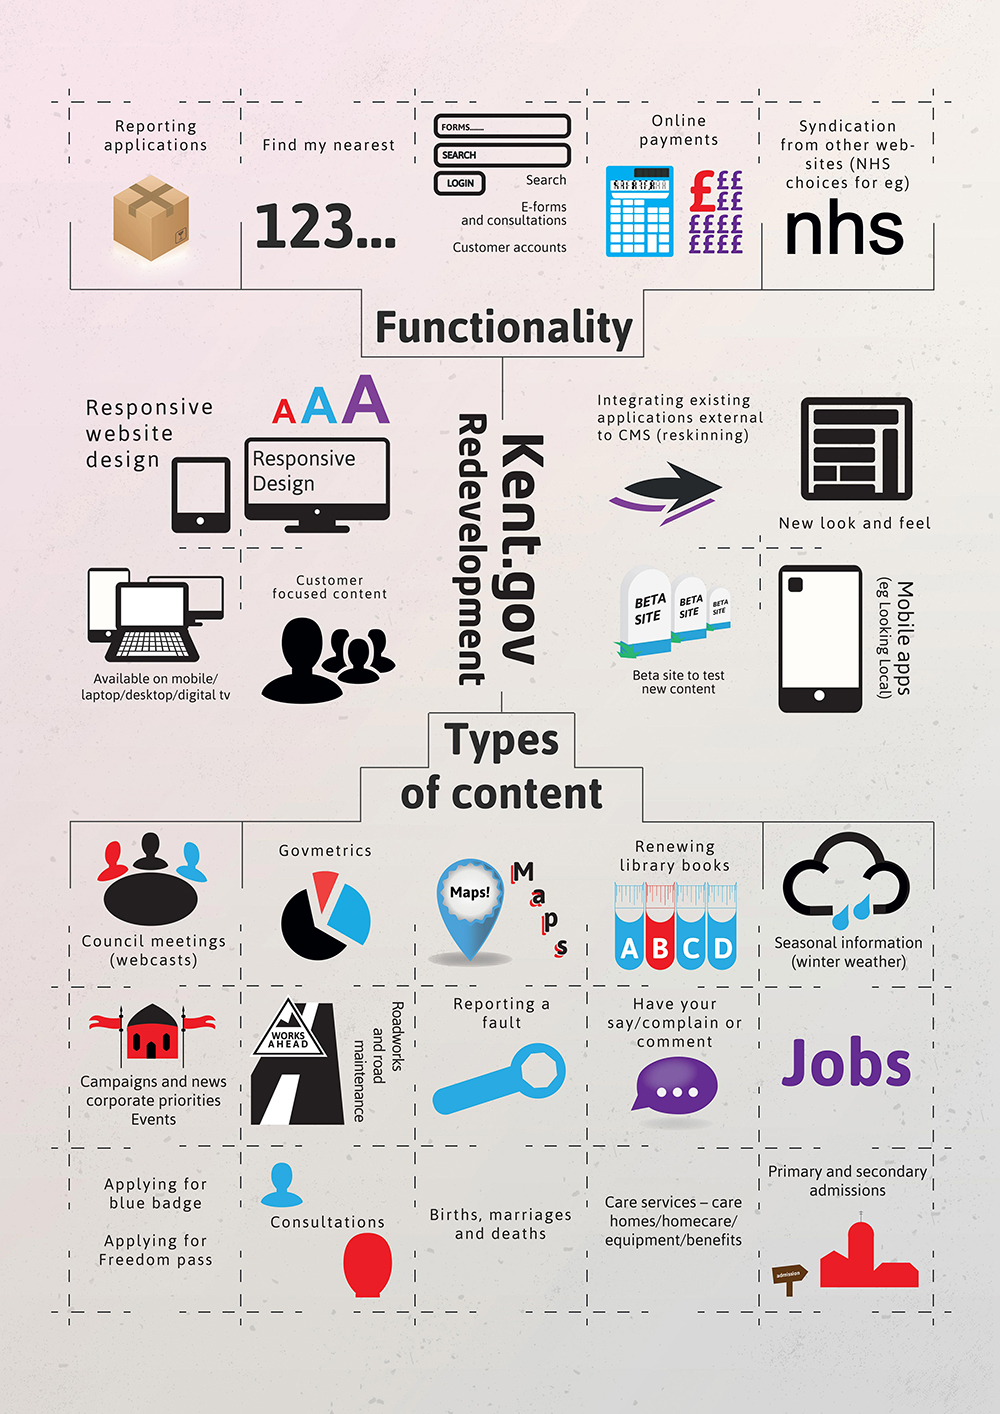 Reporting
applications
Find my nearest
123...
FORMS.......
SEARCH
LOGIN
Search
E-forms
and consultations
Customer accounts
Online
payments
£££
££
££££
££££
Syndication
from other web-
sites (NHS
choices for eg)
nhs
Functionality
Responsive
website
design
AAA
Responsive
Design
Kent.gov
Redevelopment
Integrating existing
applications external
to CMS (reskinning)
New look and feel
Available on mobile/
laptop/desktop/digital tv
Customer
focused content
BETA
SITE
BETA
SITE
BETA
SITE
Beta site to test
new content
Mobile apps
(eg Looking Local)
Types
of content
Council meetings
(webcasts)
Govmetrics
Maps!
Maps
Renewing
library books
A B C D
Seasonal information
(winter weather)
Campaigns and news
corporate priorities
Events
WORKS
AHEAD
Roadworks
and road
maintenance
Reporting a
fault
Have your
say/complain or
comment
Jobs
Applying for
blue badge
Applying for
Freedom pass
Consultations
Births, marriages
and deaths
Care services – care
homes/homecare/
equipment/benefits
Primary and secondary
admissions
admission